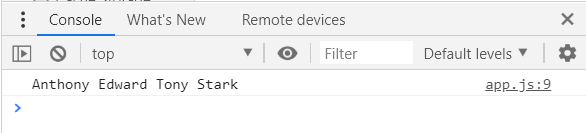 Console What's New Remote devices
top Filter Default levels
Anthony Edward Tony Stark app.js:9